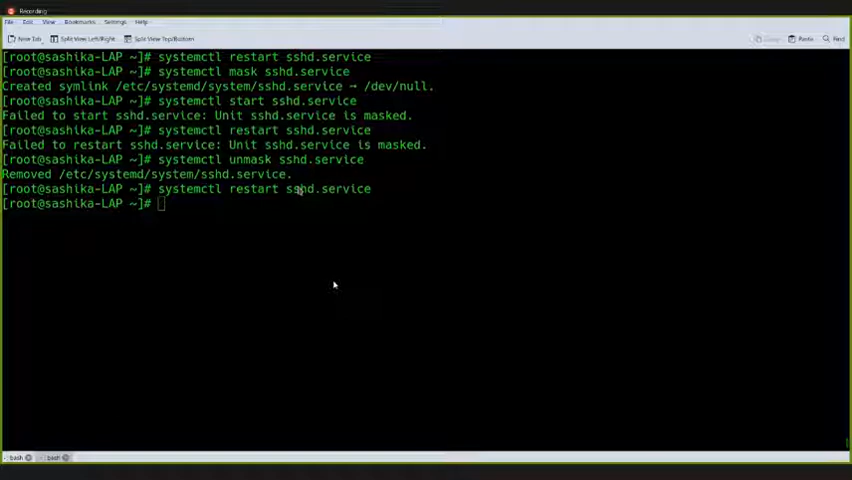 Recording
File Edit View Bookmarks Settings Help
New Tab Split View Left/Right Split View Top/Bottom Copy Paste Find
[root@sashika-LAP ~]# systemctl restart sshd.service
[root@sashika-LAP ~]# systemctl mask sshd.service
Created symlink /etc/systemd/system/sshd.service → /dev/null.
[root@sashika-LAP ~]# systemctl start sshd.service
Failed to start sshd.service: Unit sshd.service is masked.
[root@sashika-LAP ~]# systemctl restart sshd.service
Failed to restart sshd.service: Unit sshd.service is masked.
[root@sashika-LAP ~]# systemctl unmask sshd.service
Removed /etc/systemd/system/sshd.service.
[root@sashika-LAP ~]# systemctl restart sshd.service
[root@sashika-LAP ~]#
bash bash